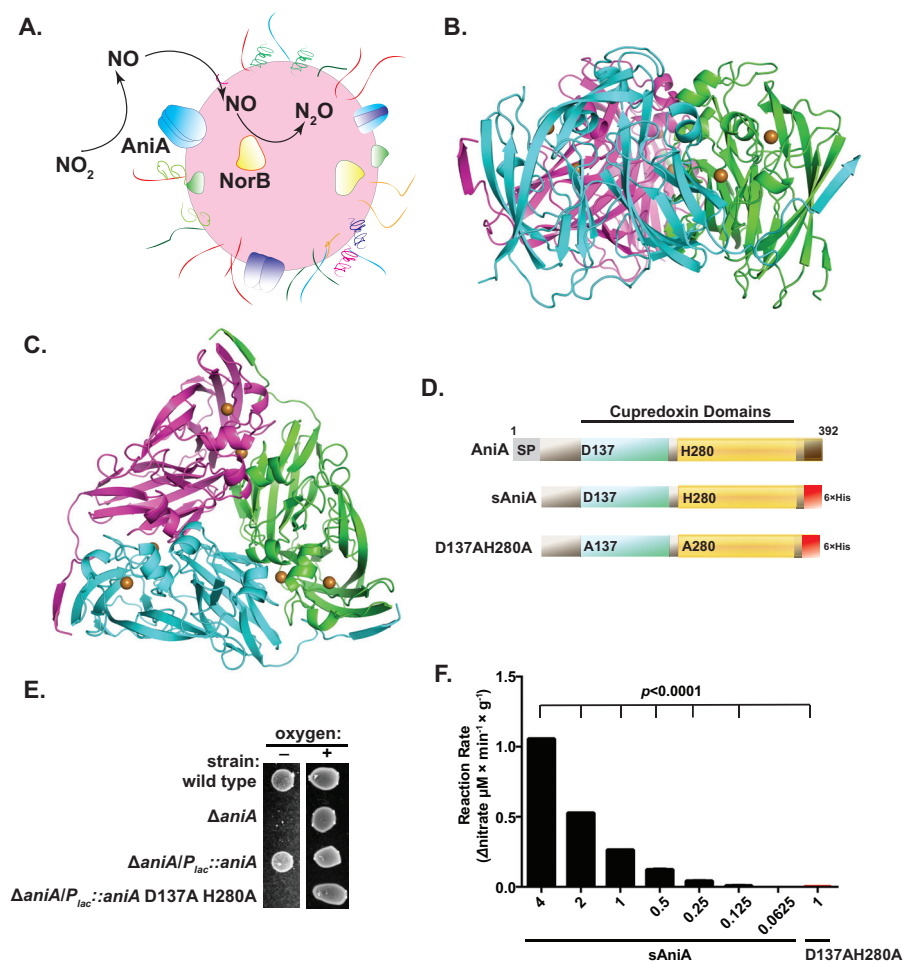 A.
NO
NO
N2O
AniA
NO2
NorB
B.
C.
D.
Cupredoxin Domains
1
392
AniA SP D137 H280
sAniA D137 H280 6×His
D137AH280A A137 A280 6×His
E.
oxygen:
strain: – +
wild type
ΔaniA
ΔaniA/Plac::aniA
ΔaniA/Plac::aniA D137A H280A
F.
Reaction Rate
(Δnitrate μM × min-1 × g-1)
p<0.0001
1.5
1.0
0.5
0.0
4 2 1 0.5 0.25 0.125 0.0625 1
sAniA D137AH280A